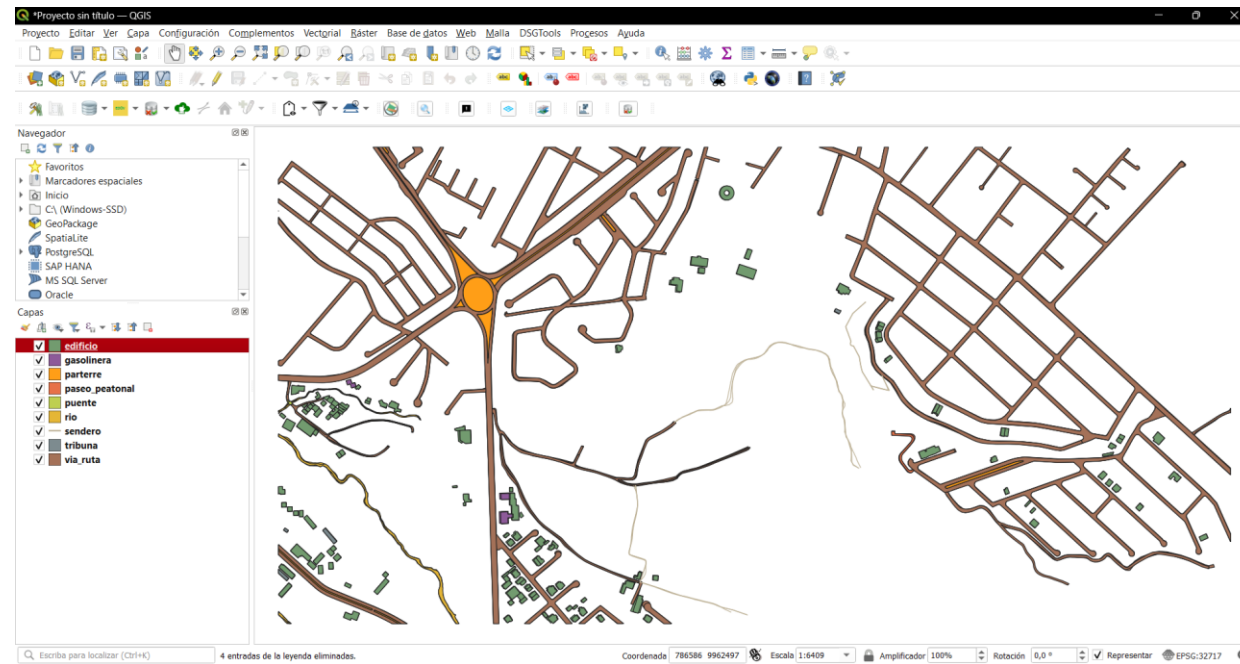 *Proyecto sin título — QGIS
Proyecto Editar Ver Capa Configuración Complementos Vectorial Ráster Base de datos Web Malla DSGTools Procesos Ayuda
Navegador
Favoritos
Marcadores espaciales
Inicio
C:\ (Windows-SSD)
GeoPackage
SpatiaLite
PostgreSQL
SAP HANA
MS SQL Server
Oracle
Capas
edificio
gasolinera
parterre
paseo_peatonal
puente
rio
sendero
tribuna
via_ruta
Escriba para localizar (Ctrl+K) 4 entradas de la leyenda eliminadas. Coordenada 786586 9962497 Escala 1:6409 Amplificador 100% Rotación 0,0 ° Representar EPSG:32717